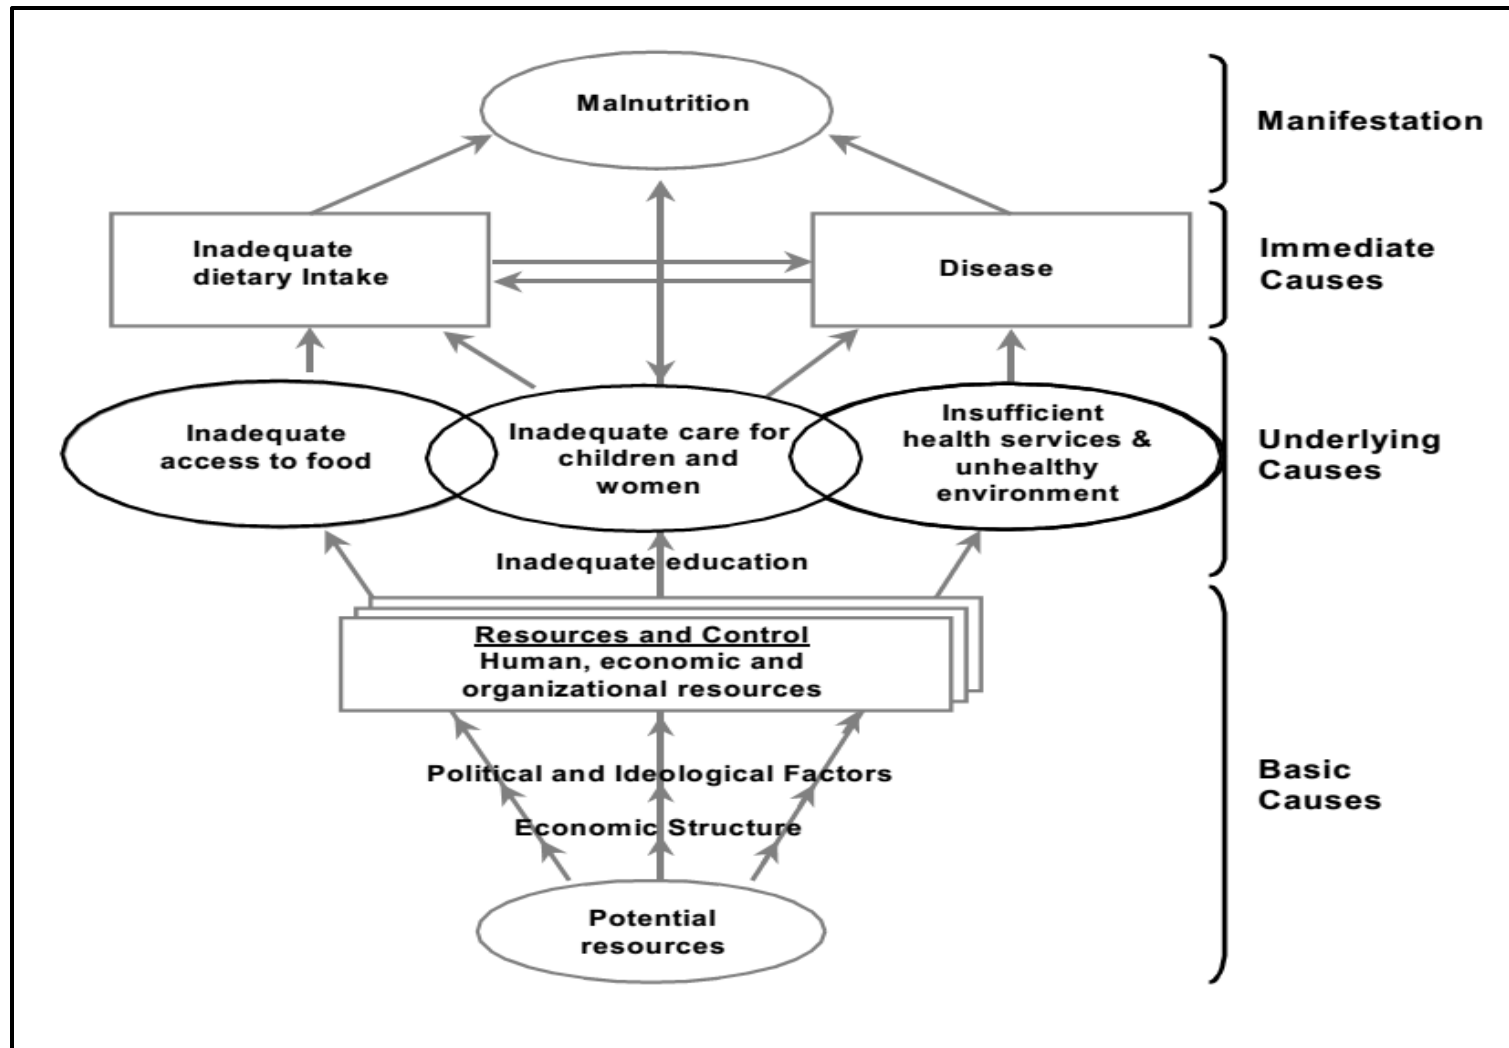 Malnutrition
Manifestation
Inadequate
dietary Intake
Disease
Immediate
Causes
Inadequate
access to food
Inadequate care for
children and
women
Insufficient
health services &
unhealthy
environment
Underlying
Causes
Inadequate education
Resources and Control
Human, economic and
organizational resources
Political and Ideological Factors
Economic Structure
Basic
Causes
Potential
resources